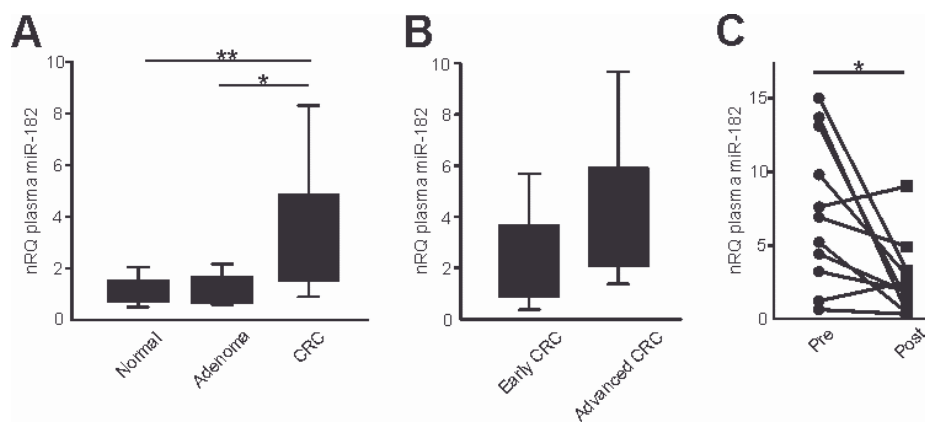 A
nRQ plasma miR-182
10
8
6
4
2
0
**
*
Normal
Adenoma
CRC
B
nRQ plasma miR-182
10
8
6
4
2
0
Early CRC
Advanced CRC
C
nRQ plasma miR-182
15
10
5
0
*
Pre
Post